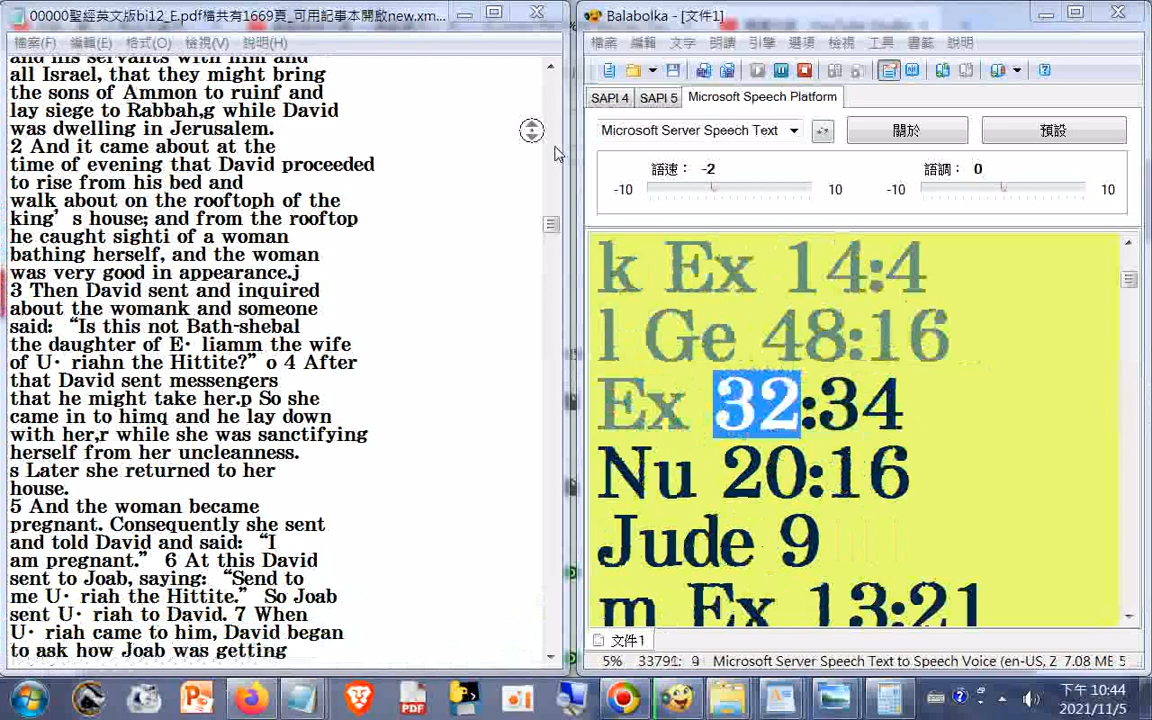 00000聖經英文版bi12_E.pdf檔共有1669頁_可用記事本開啟new.xm...
檔案(F) 編輯(E) 格式(O) 檢視(V) 說明(H)
and his servants with him and
all Israel, that they might bring
the sons of Ammon to ruinf and
lay siege to Rabbah,g while David
was dwelling in Jerusalem.
2 And it came about at the
time of evening that David proceeded
to rise from his bed and
walk about on the rooftoph of the
king’s house; and from the rooftop
he caught sighti of a woman
bathing herself, and the woman
was very good in appearance.j
3 Then David sent and inquired
about the womank and someone
said: “Is this not Bath-shebal
the daughter of E· liamm the wife
of U· riahn the Hittite?” o 4 After
that David sent messengers
that he might take her.p So she
came in to himq and he lay down
with her,r while she was sanctifying
herself from her uncleanness.
s Later she returned to her
house.
5 And the woman became
pregnant. Consequently she sent
and told David and said: “I
am pregnant.” 6 At this David
sent to Joab, saying: “Send to
me U· riah the Hittite.” So Joab
sent U· riah to David. 7 When
U· riah came to him, David began
to ask how Joab was getting
Balabolka - [文件1]
檔案 編輯 文字 朗讀 引擎 選項 檢視 工具 書籤 說明
SAPI 4 SAPI 5 Microsoft Speech Platform
Microsoft Server Speech Text 關於 預設
語速： -2 語調： 0
-10 10 -10 10
k Ex 14:4
l Ge 48:16
Ex 32:34
Nu 20:16
Jude 9
m Ex 13:21
文件1
5% 33791: 9 Microsoft Server Speech Text to Speech Voice (en-US, Z 7.08 MB 5
下午 10:44
2021/11/5